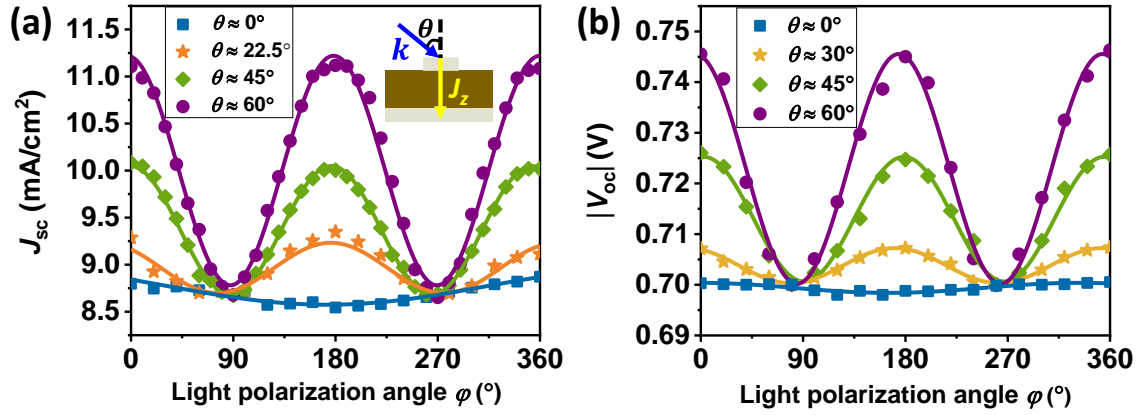 (a)
J_sc (mA/cm²)
11.5
11.0
10.5
10.0
9.5
9.0
8.5
θ ≈ 0°
θ ≈ 22.5°
θ ≈ 45°
θ ≈ 60°
θ
k
J_z
0 90 180 270 360
Light polarization angle φ (°)
(b)
|V_oc| (V)
0.75
0.74
0.73
0.72
0.71
0.70
0.69
θ ≈ 0°
θ ≈ 30°
θ ≈ 45°
θ ≈ 60°
0 90 180 270 360
Light polarization angle φ (°)